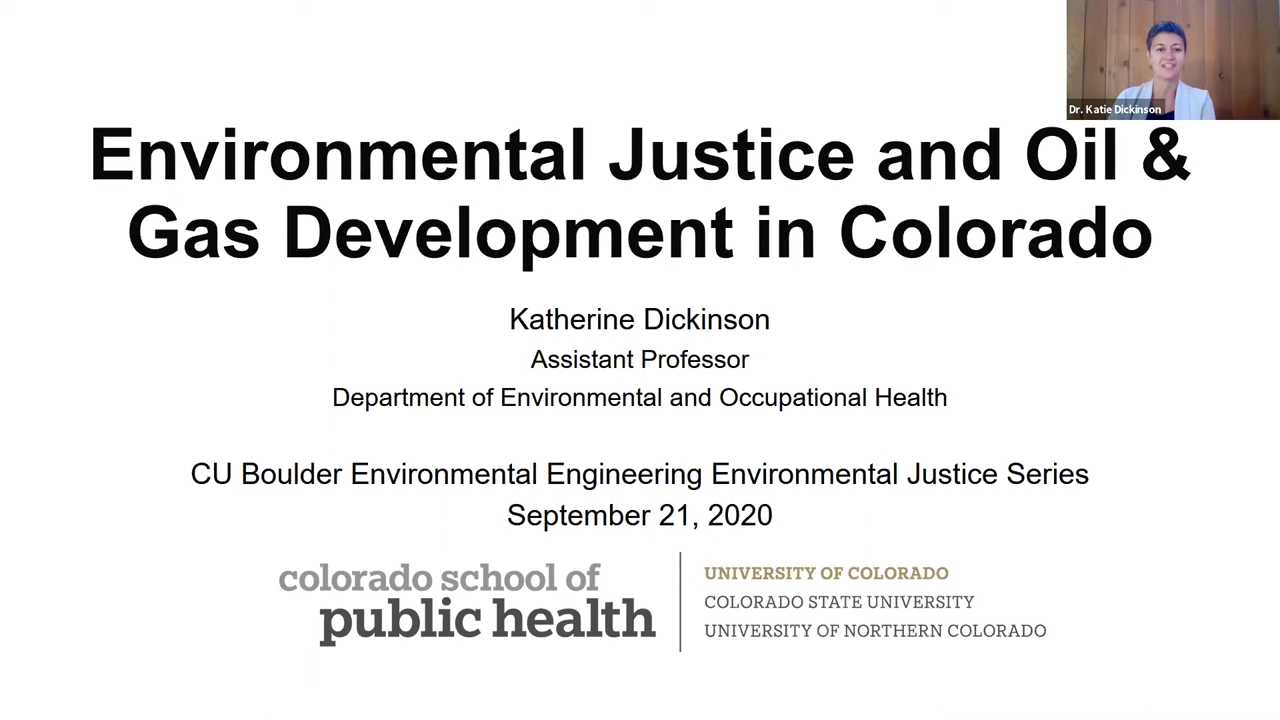 Dr. Katie Dickinson
Environmental Justice and Oil &
Gas Development in Colorado
Katherine Dickinson
Assistant Professor
Department of Environmental and Occupational Health
CU Boulder Environmental Engineering Environmental Justice Series
September 21, 2020
colorado school of
public health
UNIVERSITY OF COLORADO
COLORADO STATE UNIVERSITY
UNIVERSITY OF NORTHERN COLORADO